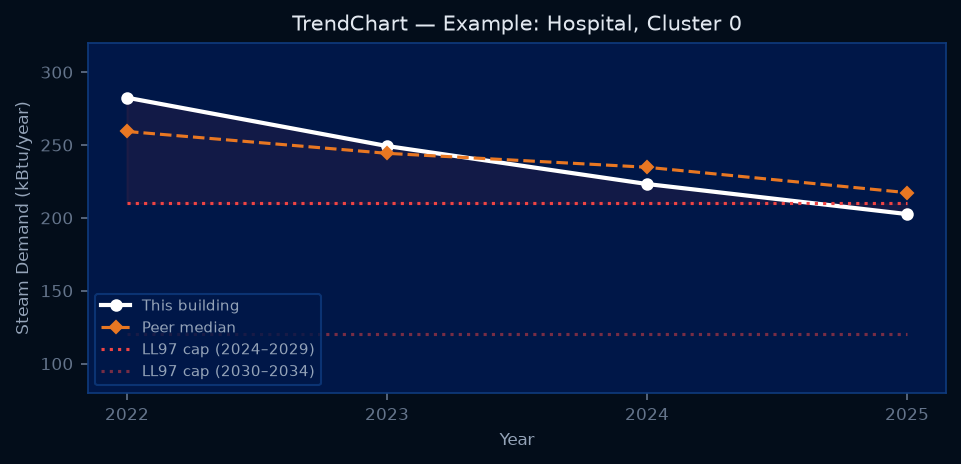 TrendChart — Example: Hospital, Cluster 0
Steam Demand (kBtu/year)
300
250
200
150
100
This building
Peer median
LL97 cap (2024–2029)
LL97 cap (2030–2034)
2022
2023
2024
2025
Year